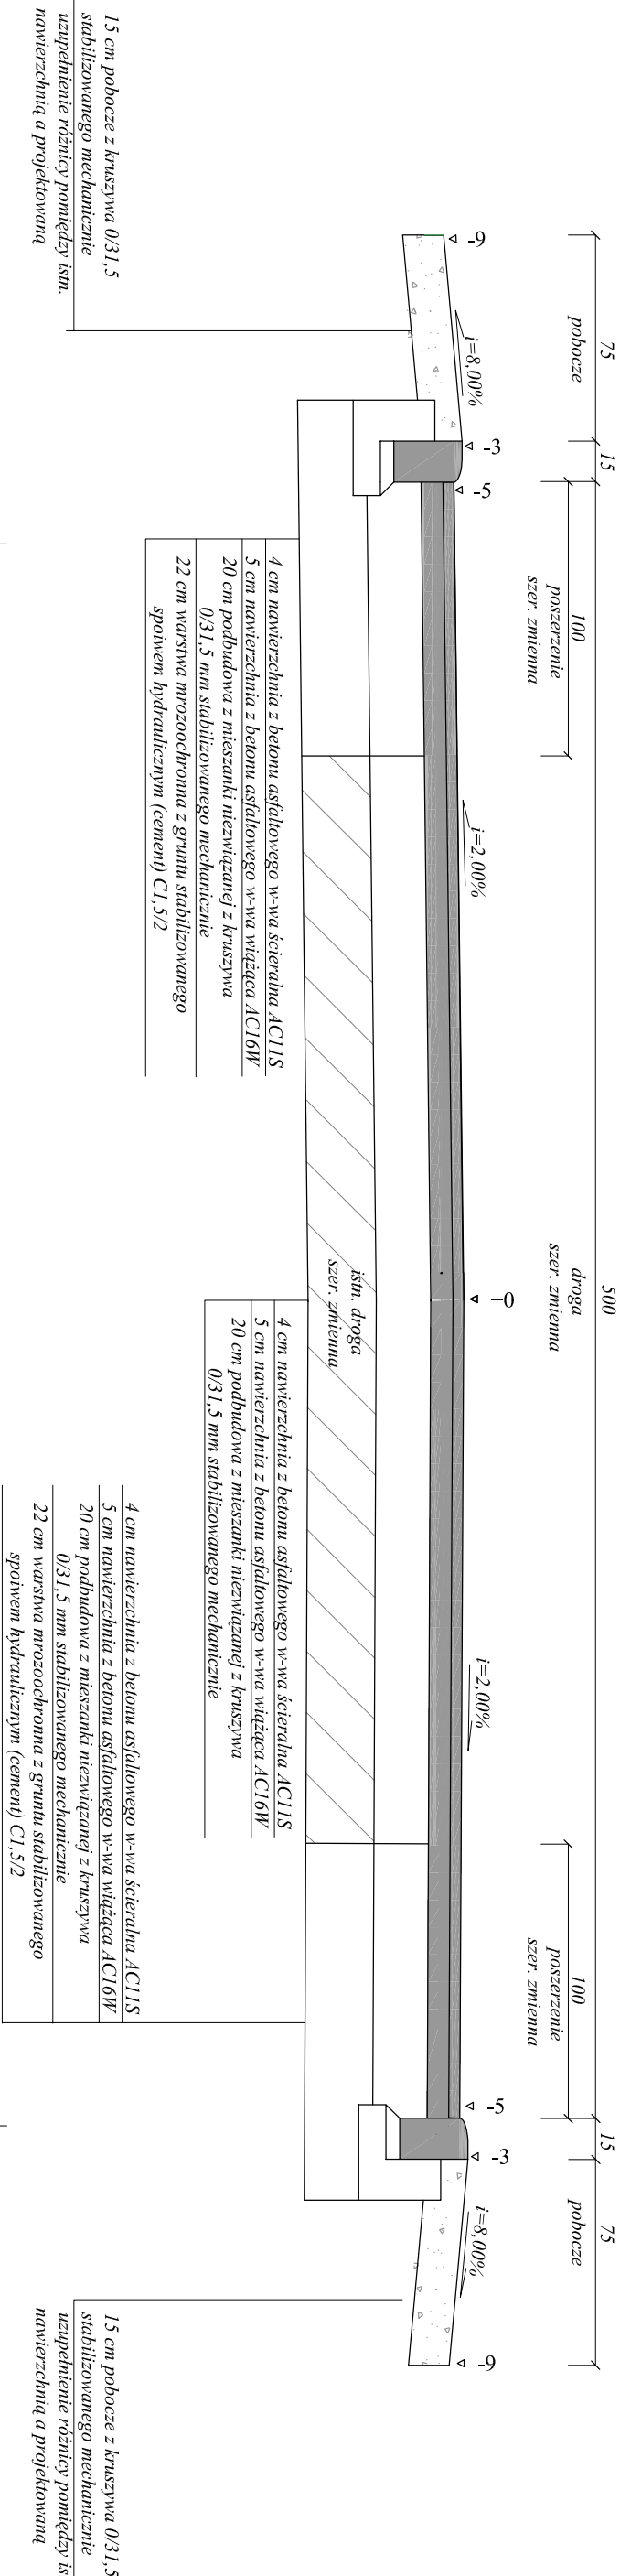 75
15
500
15
75
pobocze
100
poszerzenie
szer. zmienna
droga
szer. zmienna
100
poszerzenie
szer. zmienna
pobocze
-9
i=8,00%
-3
-5
i=2,00%
+0
i=2,00%
-5
-3
i=8,00%
-9
istn. droga
szer. zmienna
15 cm pobocze z kruszywa 0/31,5
stabilizowanego mechanicznie
uzupełnienie różnicy pomiędzy istn.
nawierzchnią a projektowaną
4 cm nawierzchnia z betonu asfaltowego w-wa ścieralna AC11S
5 cm nawierzchnia z betonu asfaltowego w-wa wiążąca AC16W
20 cm podbudowa z mieszanki niezwiązanej z kruszywa
0/31,5 mm stabilizowanego mechanicznie
22 cm warstwa mrozoochronna z gruntu stabilizowanego
spoiwem hydraulicznym (cement) C1,5/2
4 cm nawierzchnia z betonu asfaltowego w-wa ścieralna AC11S
5 cm nawierzchnia z betonu asfaltowego w-wa wiążąca AC16W
20 cm podbudowa z mieszanki niezwiązanej z kruszywa
0/31,5 mm stabilizowanego mechanicznie
4 cm nawierzchnia z betonu asfaltowego w-wa ścieralna AC11S
5 cm nawierzchnia z betonu asfaltowego w-wa wiążąca AC16W
20 cm podbudowa z mieszanki niezwiązanej z kruszywa
0/31,5 mm stabilizowanego mechanicznie
22 cm warstwa mrozoochronna z gruntu stabilizowanego
spoiwem hydraulicznym (cement) C1,5/2
15 cm pobocze z kruszywa 0/31,5
stabilizowanego mechanicznie
uzupełnienie różnicy pomiędzy is
nawierzchnią a projektowaną